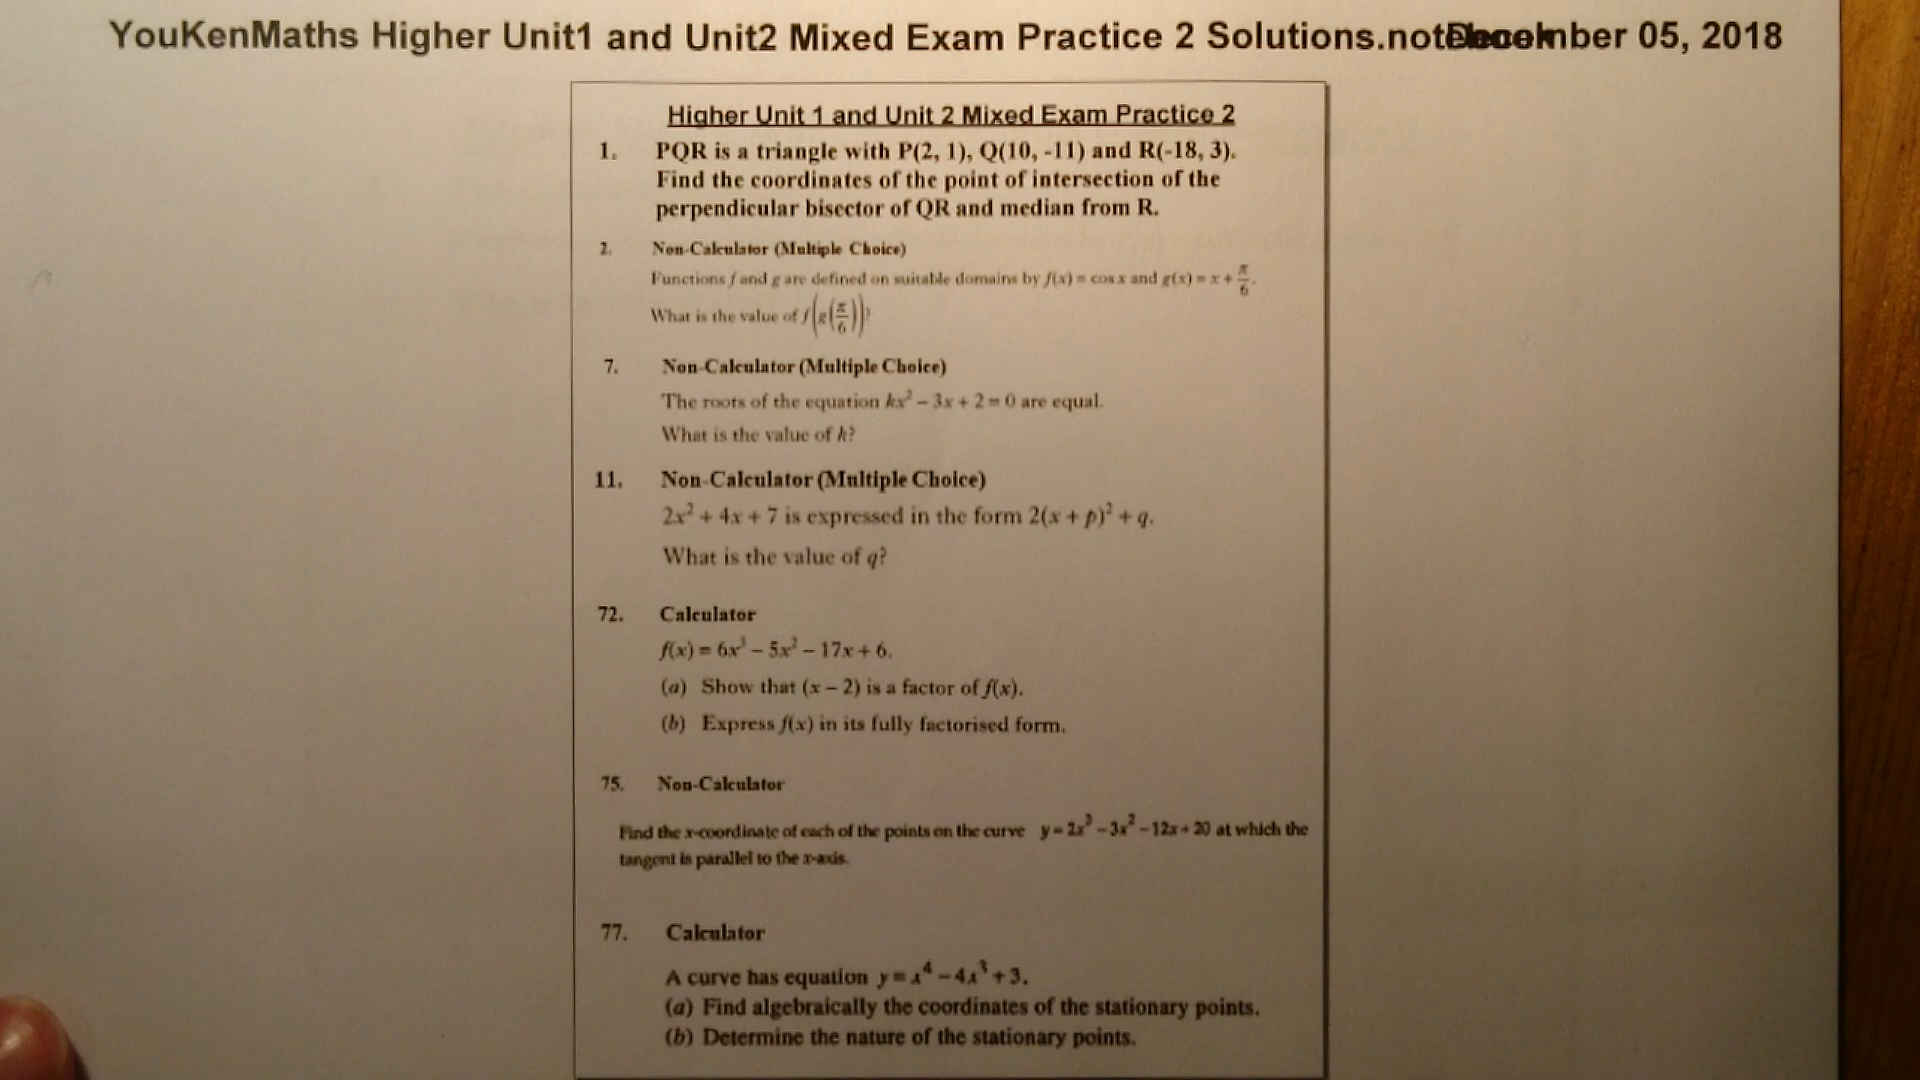 YouKenMaths Higher Unit1 and Unit2 Mixed Exam Practice 2 Solutions.notebook December 05, 2018
Higher Unit 1 and Unit 2 Mixed Exam Practice 2
1. PQR is a triangle with P(2, 1), Q(10, -11) and R(-18, 3).
Find the coordinates of the point of intersection of the
perpendicular bisector of QR and median from R.
2. Non-Calculator (Multiple Choice)
Functions f and g are defined on suitable domains by f(x) = cos x and g(x) = x + π/6.
What is the value of f(g(π/6))?
7. Non-Calculator (Multiple Choice)
The roots of the equation kx² – 3x + 2 = 0 are equal.
What is the value of k?
11. Non-Calculator (Multiple Choice)
2x² + 4x + 7 is expressed in the form 2(x + p)² + q.
What is the value of q?
72. Calculator
f(x) = 6x³ – 5x² – 17x + 6.
(a) Show that (x – 2) is a factor of f(x).
(b) Express f(x) in its fully factorised form.
75. Non-Calculator
Find the x-coordinate of each of the points on the curve y = 2x³ – 3x² – 12x + 20 at which the
tangent is parallel to the x-axis.
77. Calculator
A curve has equation y = x⁴ – 4x³ + 3.
(a) Find algebraically the coordinates of the stationary points.
(b) Determine the nature of the stationary points.